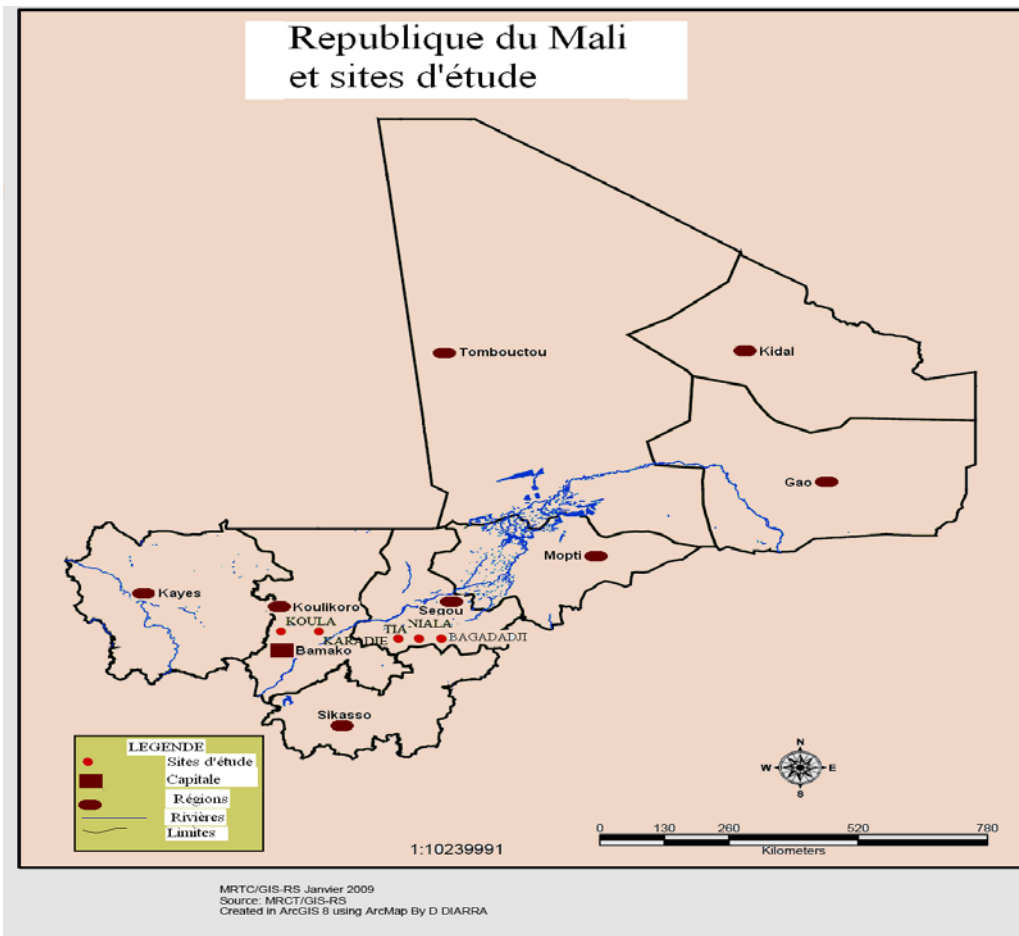 Republique du Mali
et sites d'étude
Tombouctou
Kidal
Gao
Mopti
Kayes
Koulikoro
Segou
KOULA
TIA
NIALA
KARADIE
BAGADADJI
Bamako
Sikasso
LEGENDE
Sites d'étude
Capitale
Régions
Rivières
Limites
N
W
E
S
0 130 260 520 780
Kilometers
1:10239991
MRTC/GIS-RS Janvier 2009
Source: MRCT/GIS-RS
Created in ArcGIS 8 using ArcMap By D DIARRA